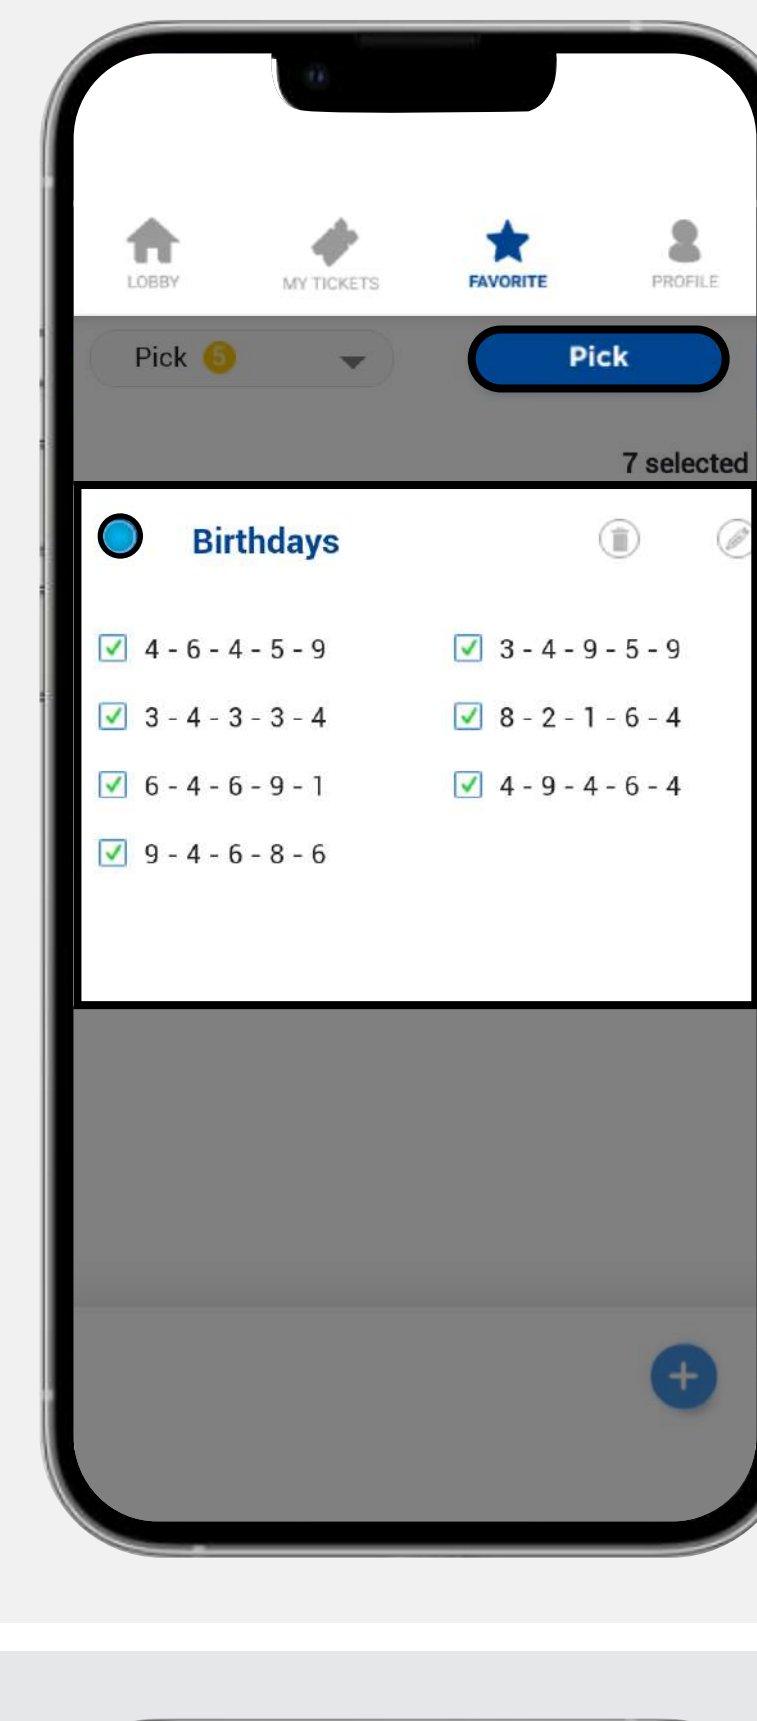 LOBBY MY TICKETS FAVORITE PROFILE
Pick 5 Pick
7 selected
Birthdays
4 - 6 - 4 - 5 - 9 3 - 4 - 9 - 5 - 9
3 - 4 - 3 - 3 - 4 8 - 2 - 1 - 6 - 4
6 - 4 - 6 - 9 - 1 4 - 9 - 4 - 6 - 4
9 - 4 - 6 - 8 - 6